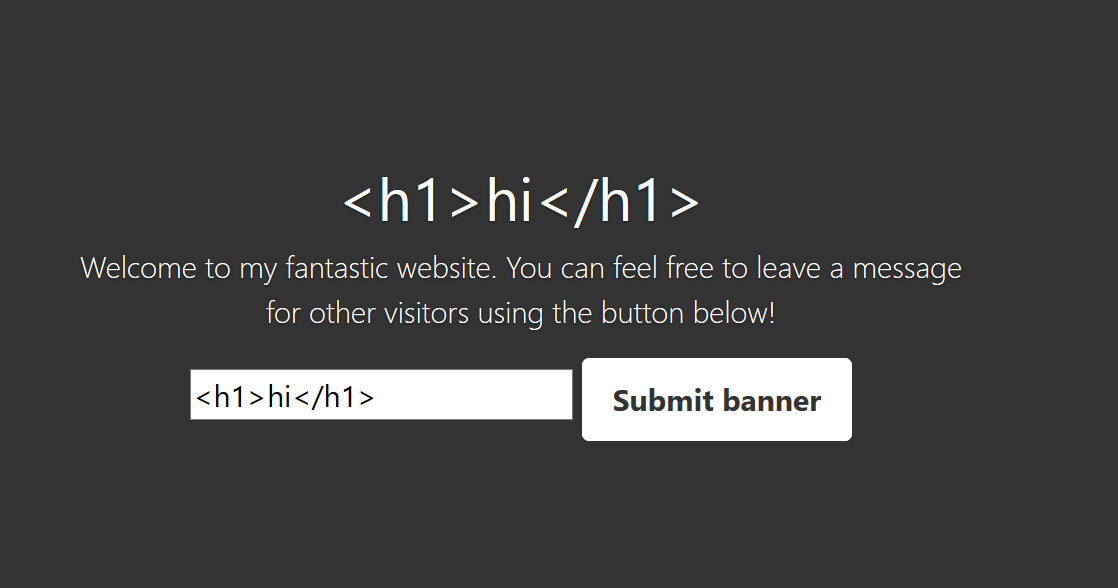 <h1>hi</h1>
Welcome to my fantastic website. You can feel free to leave a message
for other visitors using the button below!
<h1>hi</h1>
Submit banner